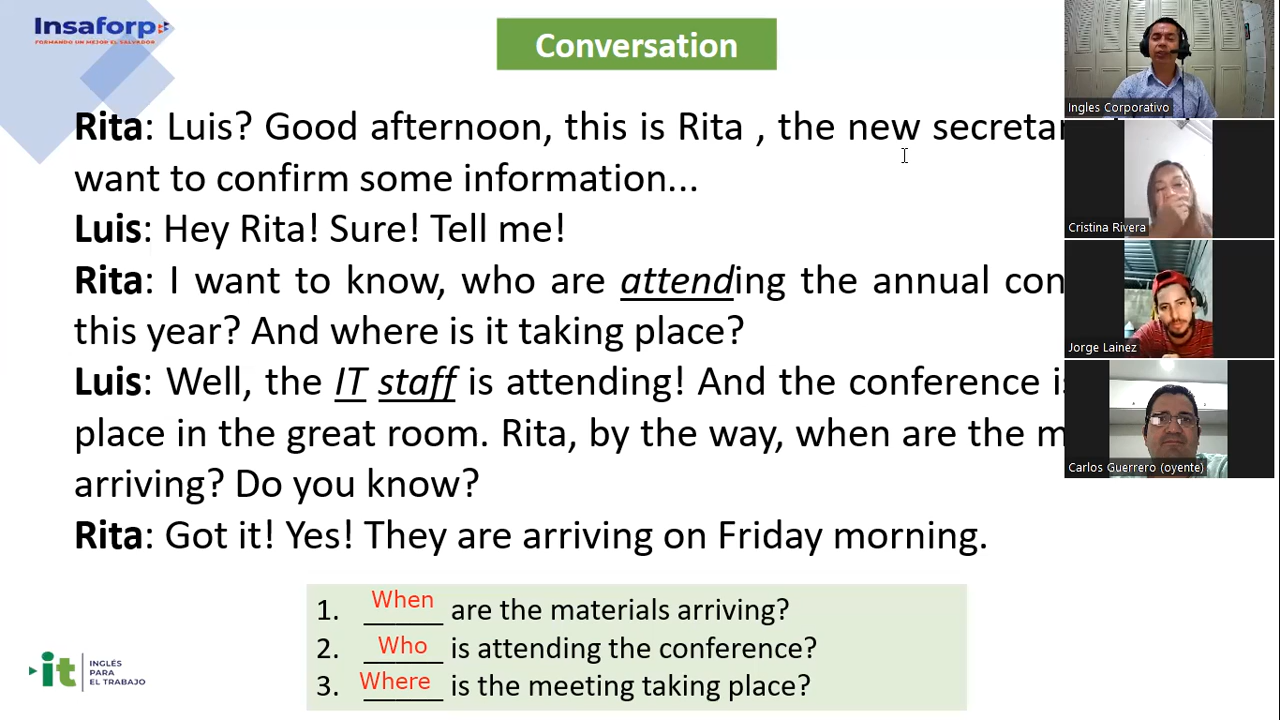 Insaforp
FORMANDO UN MEJOR EL SALVADOR
Conversation
Rita: Luis? Good afternoon, this is Rita , the new
want to confirm some information...
Luis: Hey Rita! Sure! Tell me!
Rita: I want to know, who are attending the annual
this year? And where is it taking place?
Luis: Well, the IT staff is attending! And the conference
place in the great room. Rita, by the way, when are the
arriving? Do you know?
Rita: Got it! Yes! They are arriving on Friday morning.
1. When are the materials arriving?
2. Who is attending the conference?
3. Where is the meeting taking place?
it
INGLÉS
PARA
EL TRABAJO
Ingles Corporativo
Cristina Rivera
Jorge Lainez
Carlos Guerrero (oyente)